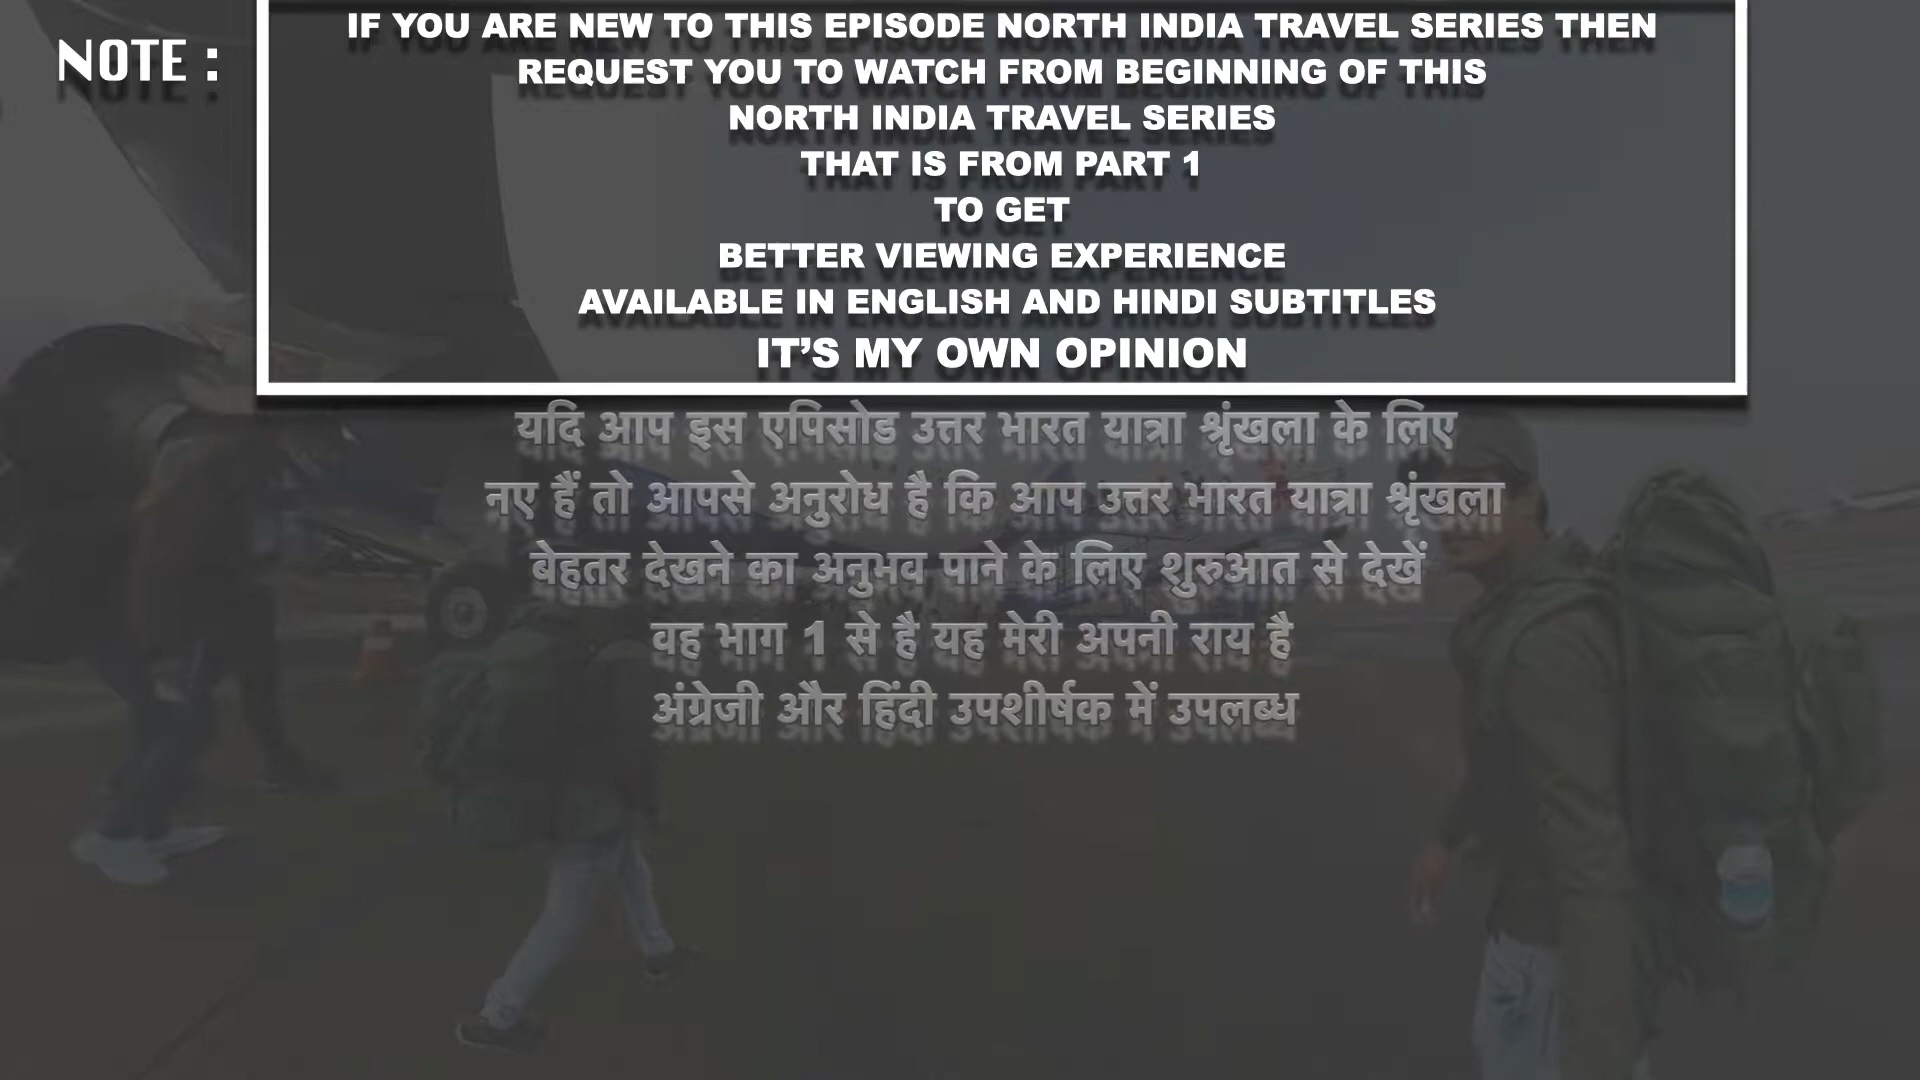 NOTE :
IF YOU ARE NEW TO THIS EPISODE NORTH INDIA TRAVEL SERIES THEN
REQUEST YOU TO WATCH FROM BEGINNING OF THIS
NORTH INDIA TRAVEL SERIES
THAT IS FROM PART 1
TO GET
BETTER VIEWING EXPERIENCE
AVAILABLE IN ENGLISH AND HINDI SUBTITLES
IT’S MY OWN OPINION
यदि आप इस एपिसोड उत्तर भारत यात्रा श्रृंखला के लिए
नए हैं तो आपसे अनुरोध है कि आप उत्तर भारत यात्रा श्रृंखला
बेहतर देखने का अनुभव पाने के लिए शुरुआत से देखें
वह भाग 1 से है यह मेरी अपनी राय है
अंग्रेजी और हिंदी उपशीर्षक में उपलब्ध